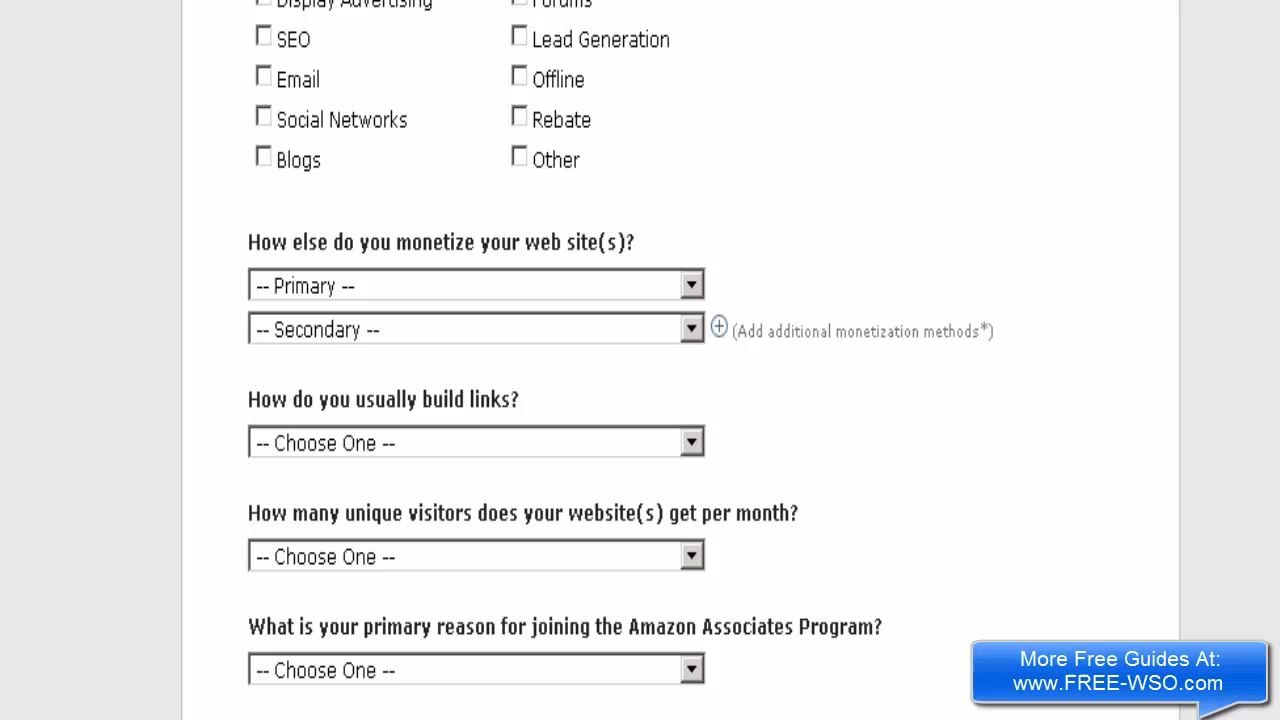 Display Advertising Forums
SEO Lead Generation
Email Offline
Social Networks Rebate
Blogs Other
How else do you monetize your web site(s)?
-- Primary --
-- Secondary -- (Add additional monetization methods*)
How do you usually build links?
-- Choose One --
How many unique visitors does your website(s) get per month?
-- Choose One --
What is your primary reason for joining the Amazon Associates Program?
-- Choose One --
More Free Guides At:
www.FREE-WSO.com